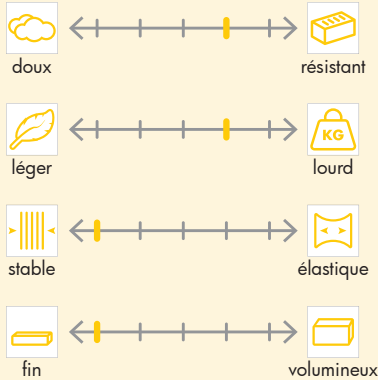 doux résistant
KG
léger lourd
stable élastique
fin volumineux